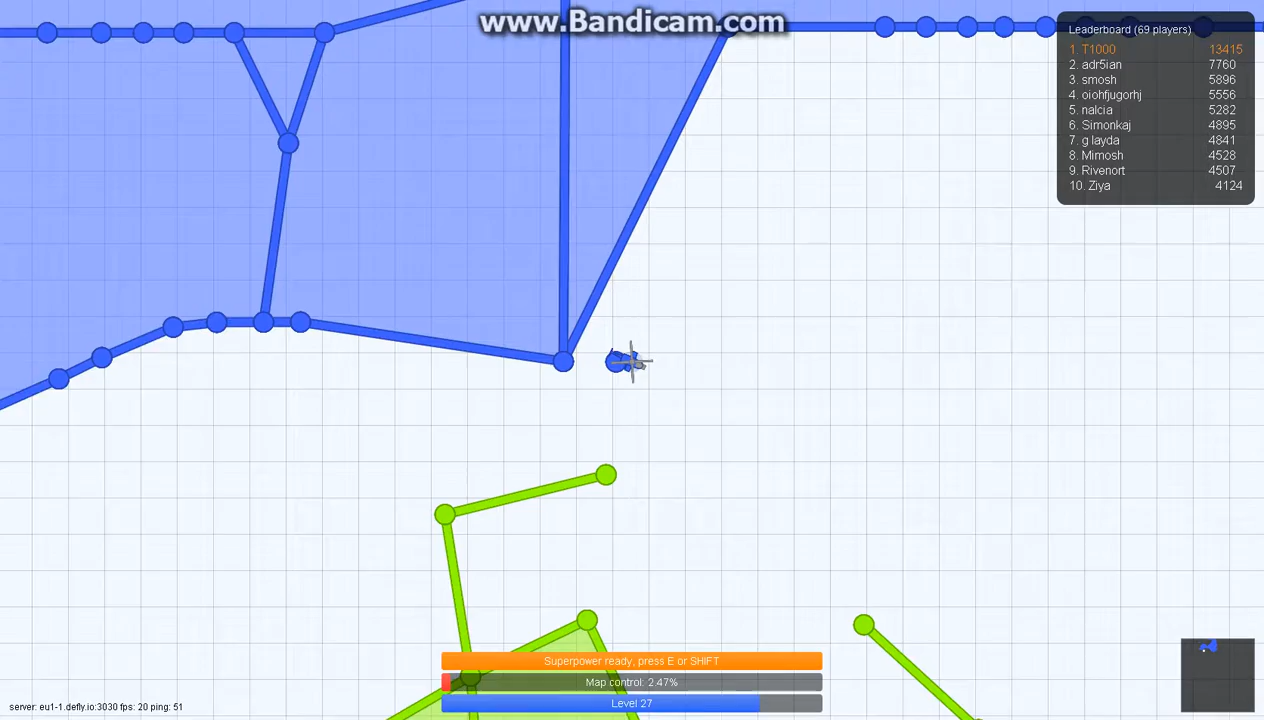 www.Bandicam.com
Leaderboard (69 players)
1. T1000 13415
2. adr5ian 7760
3. smosh 5896
4. oiohfjugorhj 5556
5. nalcia 5282
6. Simonkaj 4895
7. g layda 4841
8. Mimosh 4528
9. Rivenort 4507
10. Ziya 4124
Superpower ready, press E or SHIFT
Map control: 2.47%
Level 27
server: eu1-1.defly.io:3030 fps: 20 ping: 51